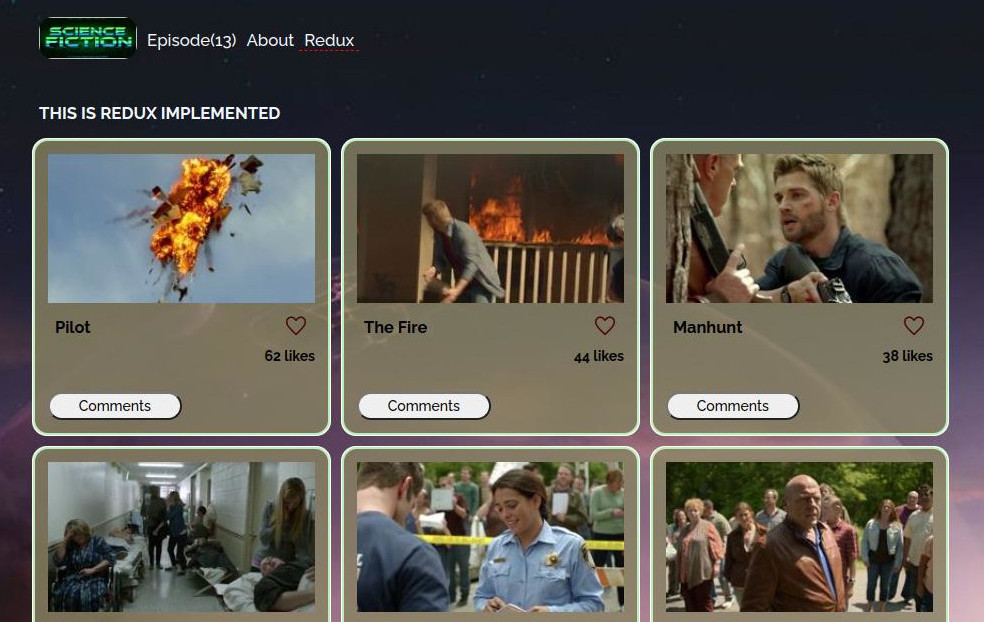 SCIENCE
FICTION
Episode(13) About Redux
THIS IS REDUX IMPLEMENTED
Pilot
62 likes
Comments
The Fire
44 likes
Comments
Manhunt
38 likes
Comments